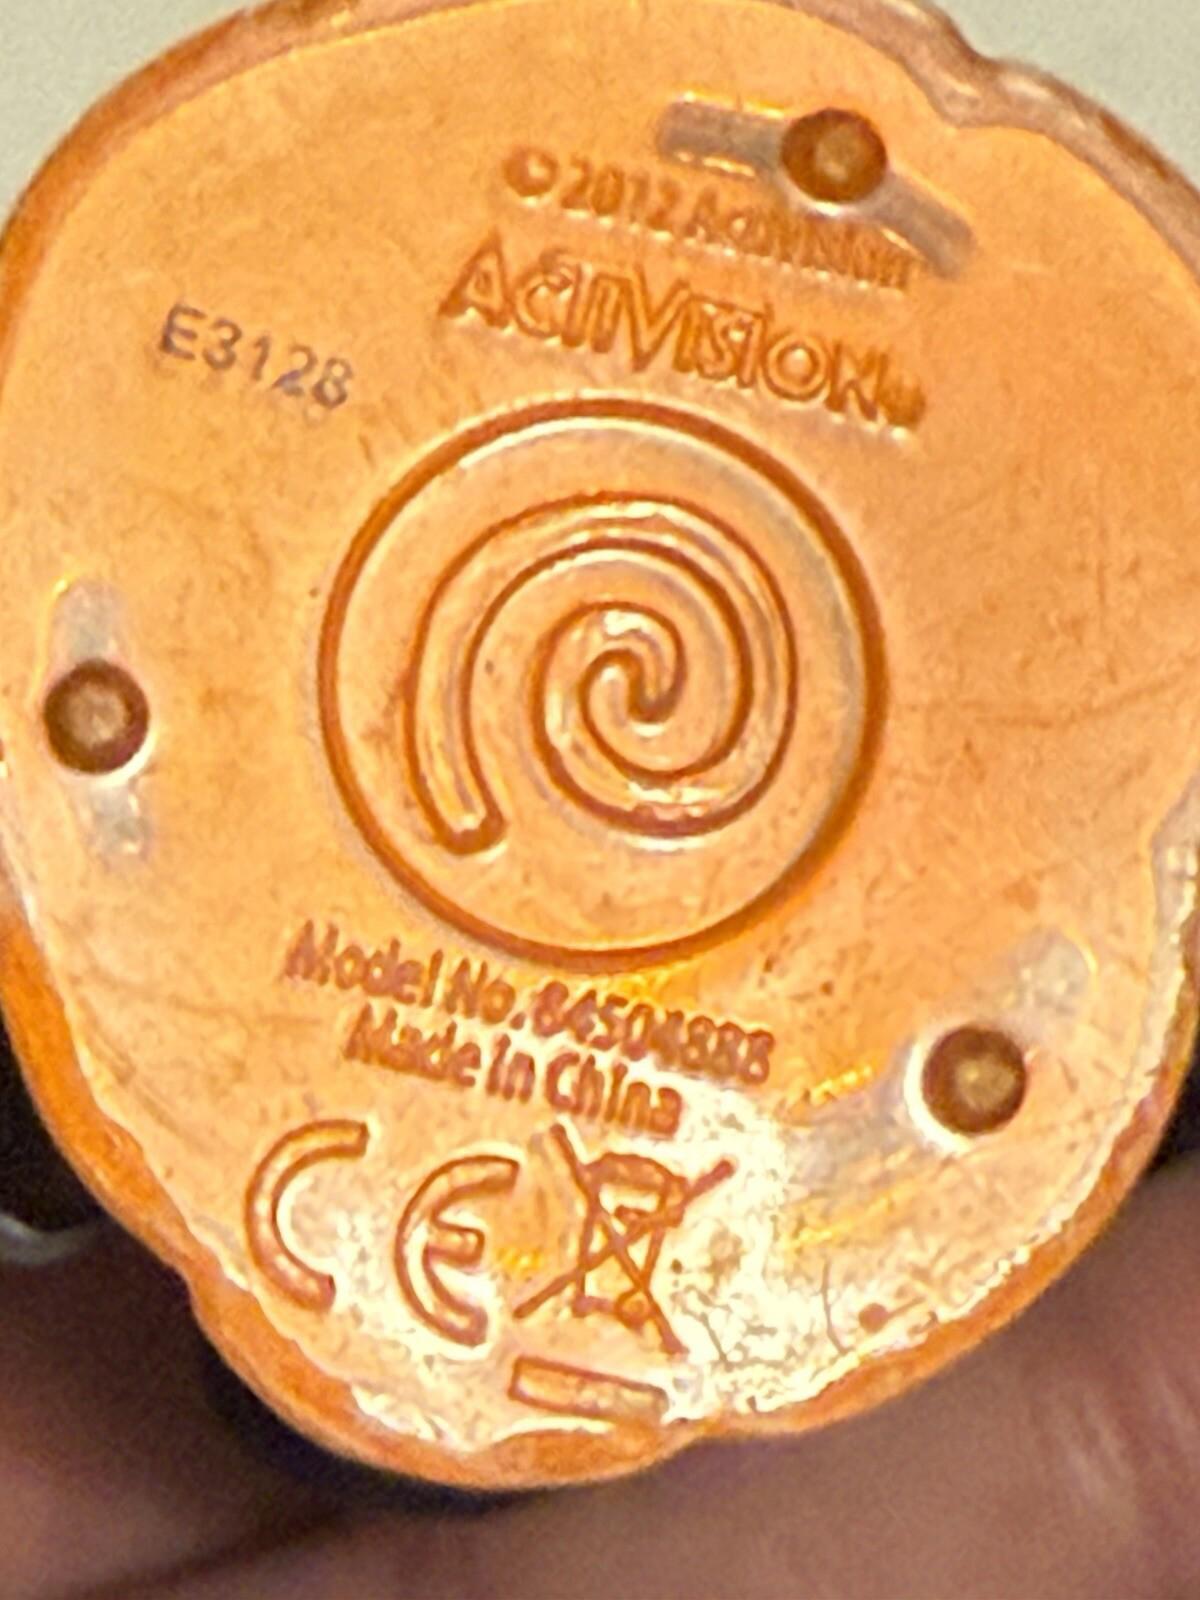 © 2012 Activision
ACTIVISION
E3128
Model No.:84504888
Made in China
CE